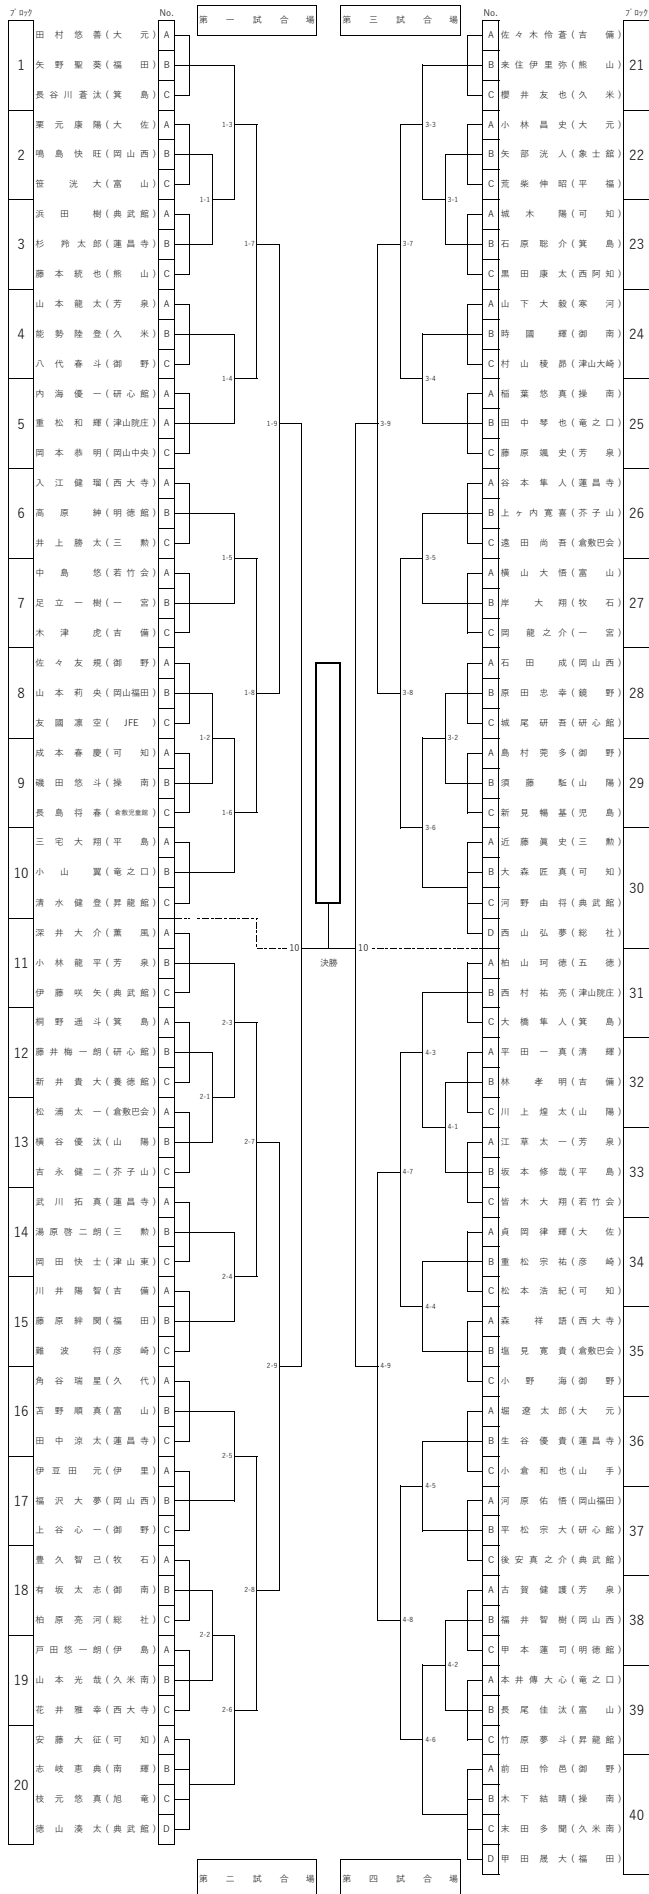 第一試合場
第三試合場
ブロック No.
1
田村悠善(大元) A
矢野聖葵(福田) B
長谷川蒼汰(箕島) C
2
栗元康陽(大佐) A
鳴島快旺(岡山西) B
笹洸大(富山) C
3
浜田樹(典武館) A
杉羚太郎(蓮昌寺) B
藤本統也(熊山) C
4
山本龍太(芳泉) A
能勢陸登(久米) B
八代春斗(御野) C
5
内海優一(研心館) A
重松和輝(津山院庄) A
岡本恭明(岡山中央) C
6
入江健瑠(西大寺) A
高原紳(明徳館) B
井上勝太(三勲) C
7
中島悠(若竹会) A
足立一樹(一宮) B
木津虎(吉備) C
8
佐々友規(御野) A
山本莉央(岡山福田) B
友國凛空(JFE) C
9
成本春慶(可知) A
磯田悠斗(操南) B
長島将春(倉敷児童館) C
10
三宅大翔(平島) A
小山翼(竜之口) B
清水健登(昇龍館) C
11
深井大介(薫風) A
小林龍平(芳泉) B
伊藤咲矢(典武館) C
12
桐野遥斗(箕島) A
藤井梅一朗(研心館) B
新井貴大(養徳館) C
13
松浦太一(倉敷巴会) A
横谷優汰(山陽) B
吉永健二(芥子山) C
14
武川拓真(蓮昌寺) A
湯原啓二朗(三勲) B
岡田快士(津山東) C
15
川井陽智(吉備) A
藤原絆関(福田) B
難波将(彦崎) C
16
角谷瑞星(久代) A
苫野順真(富山) B
田中涼太(蓮昌寺) C
17
伊豆田元(伊里) A
福沢大夢(岡山西) B
上谷心一(御野) C
18
豊久智己(牧石) A
有坂太志(御南) B
柏原亮河(総社) C
19
戸田悠一朗(伊島) A
山本光哉(久米南) B
花井雅幸(西大寺) C
20
安藤大征(可知) A
志岐恵典(南輝) B
枝元悠真(旭竜) C
徳山湊太(典武館) D
1-3
1-1
1-7
1-4
1-9
1-5
1-8
1-2
1-6
10
決勝
10
2-3
2-1
2-7
2-4
2-9
2-5
2-8
2-2
2-6
3-3
3-1
3-7
3-4
3-9
3-5
3-8
3-2
3-6
4-3
4-1
4-7
4-4
4-9
4-5
4-8
4-2
4-6
No. ブロック
21
A 佐々木伶蒼(吉備)
B 来住伊里弥(熊山)
C 櫻井友也(久米)
22
A 小林昌史(大元)
B 矢部洸人(象士館)
C 荒柴伸昭(平福)
23
A 城木陽(可知)
B 石原聡介(箕島)
C 黒田康太(西阿知)
24
A 山下大毅(寒河)
B 時國輝(御南)
C 村山稜昴(津山大崎)
25
A 稲葉悠真(操南)
B 田中琴也(竜之口)
C 藤原颯史(芳泉)
26
A 谷本隼人(蓮昌寺)
B 上ヶ内寛喜(芥子山)
C 遠田尚吾(倉敷巴会)
27
A 横山大悟(富山)
B 岸大翔(牧石)
C 岡龍之介(一宮)
28
A 石田成(岡山西)
B 原田忠幸(鏡野)
C 城尾研吾(研心館)
29
A 島村莞多(御野)
B 須藤駈(山陽)
C 新見暢基(児島)
30
A 近藤眞史(三勲)
B 大森匠真(可知)
C 河野由将(典武館)
D 西山弘夢(総社)
31
A 柏山珂徳(五徳)
B 西村祐亮(津山院庄)
C 大橋隼人(箕島)
32
A 平田一真(清輝)
B 林孝明(吉備)
C 川上煌太(山陽)
33
A 江草太一(芳泉)
B 坂本修哉(平島)
C 皆木大翔(若竹会)
34
A 貞岡律輝(大佐)
B 重松宗祐(彦崎)
C 松本浩紀(可知)
35
A 森祥語(西大寺)
B 塩見寛貴(倉敷巴会)
C 小野海(御野)
36
A 堀遼太郎(大元)
B 生谷優貴(蓮昌寺)
C 小倉和也(山手)
37
A 河原佑悟(岡山福田)
B 平松宗大(研心館)
C 後安真之介(典武館)
38
A 古賀健護(芳泉)
B 福井智樹(岡山西)
C 甲本蓮司(明徳館)
39
A 本井傳大心(竜之口)
B 長尾佳汰(富山)
C 竹原夢斗(昇龍館)
40
A 前田怜邑(御野)
B 木下結晴(操南)
C 末田多聞(久米南)
D 甲田晟大(福田)
第二試合場
第四試合場